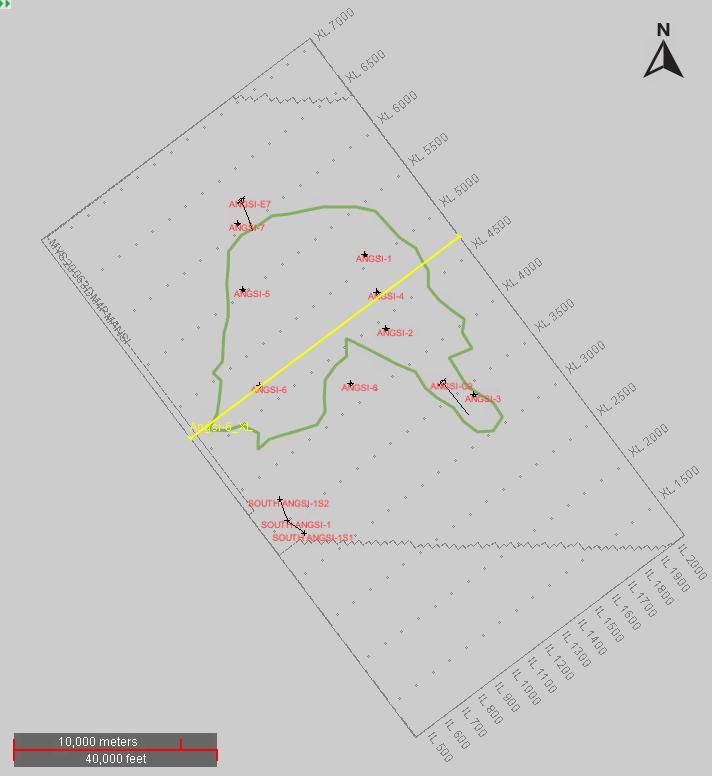 N
XL 7000
XL 6500
XL 6000
XL 5500
XL 5000
XL 4500
XL 4000
XL 3500
XL 3000
XL 2500
XL 2000
XL 1500
ANGSI-E7
ANGSI-7
ANGSI-1
ANGSI-5
ANGSI-4
ANGSI-2
ANGSI-6
ANGSI-8
ANGSI-3
Angsi-6_XL
SOUTH ANGSI-1S2
SOUTH ANGSI-1
SOUTH ANGSI-1S1
IL 2000
IL 1900
IL 1800
IL 1700
IL 1600
IL 1500
IL 1400
IL 1300
IL 1200
IL 1100
IL 1000
IL 900
IL 800
IL 700
IL 600
IL 500
10,000 meters
40,000 feet